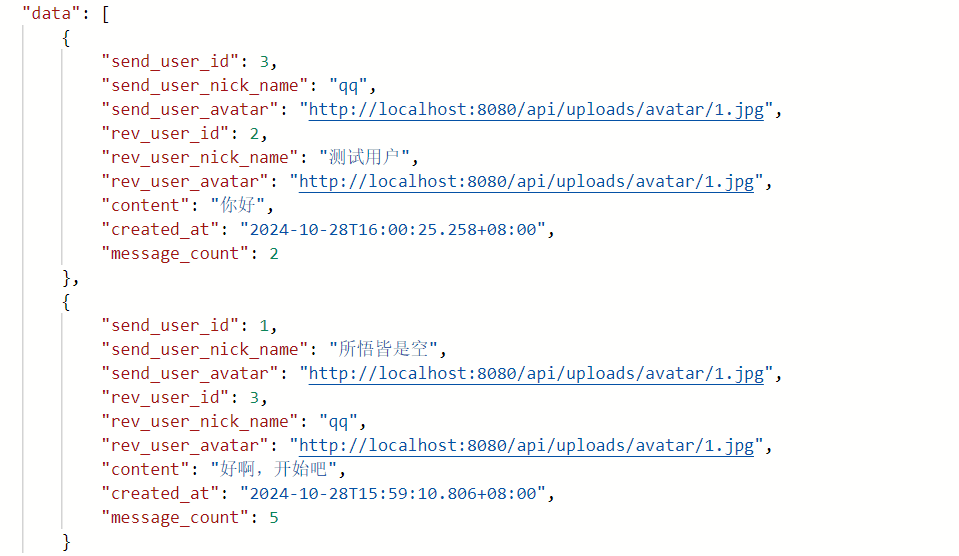 "data": [
{
"send_user_id": 3,
"send_user_nick_name": "qq",
"send_user_avatar": "http://localhost:8080/api/uploads/avatar/1.jpg",
"rev_user_id": 2,
"rev_user_nick_name": "测试用户",
"rev_user_avatar": "http://localhost:8080/api/uploads/avatar/1.jpg",
"content": "你好",
"created_at": "2024-10-28T16:00:25.258+08:00",
"message_count": 2
},
{
"send_user_id": 1,
"send_user_nick_name": "所悟皆是空",
"send_user_avatar": "http://localhost:8080/api/uploads/avatar/1.jpg",
"rev_user_id": 3,
"rev_user_nick_name": "qq",
"rev_user_avatar": "http://localhost:8080/api/uploads/avatar/1.jpg",
"content": "好啊，开始吧",
"created_at": "2024-10-28T15:59:10.806+08:00",
"message_count": 5
}